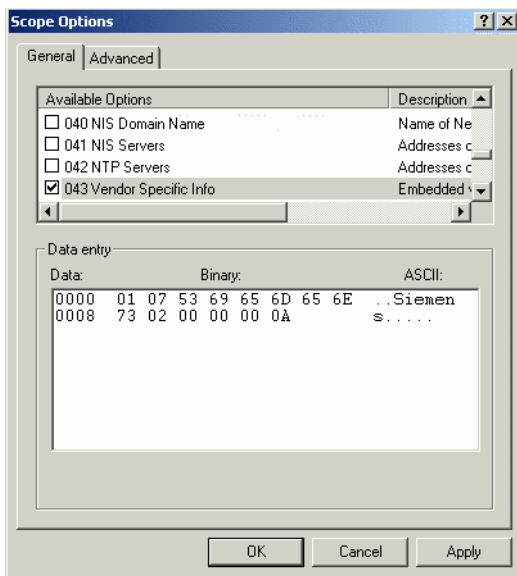 Scope Options
General Advanced
Available Options Description
040 NIS Domain Name Name of Ne
041 NIS Servers Addresses c
042 NTP Servers Addresses c
043 Vendor Specific Info Embedded v
Data entry
Data: Binary: ASCII:
0000 01 07 53 69 65 6D 65 6E ..Siemen
0008 73 02 00 00 00 0A s.....
OK Cancel Apply